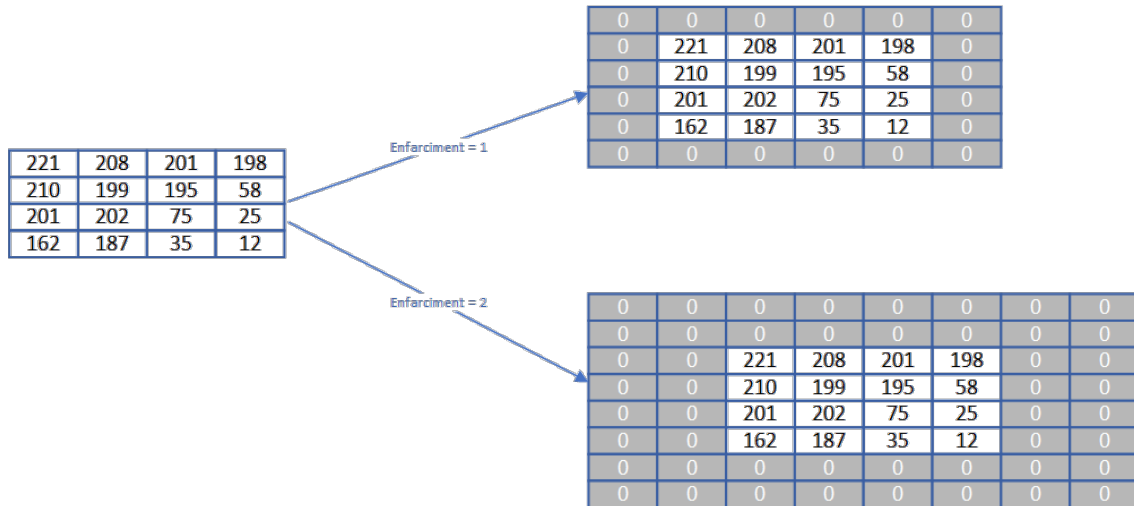 0 0 0 0 0 0
0 221 208 201 198 0
0 210 199 195 58 0
0 201 202 75 25 0
0 162 187 35 12 0
0 0 0 0 0 0
Enfarciment = 1
221 208 201 198
210 199 195 58
201 202 75 25
162 187 35 12
Enfarciment = 2
0 0 0 0 0 0 0 0
0 0 0 0 0 0 0 0
0 0 221 208 201 198 0 0
0 0 210 199 195 58 0 0
0 0 201 202 75 25 0 0
0 0 162 187 35 12 0 0
0 0 0 0 0 0 0 0
0 0 0 0 0 0 0 0